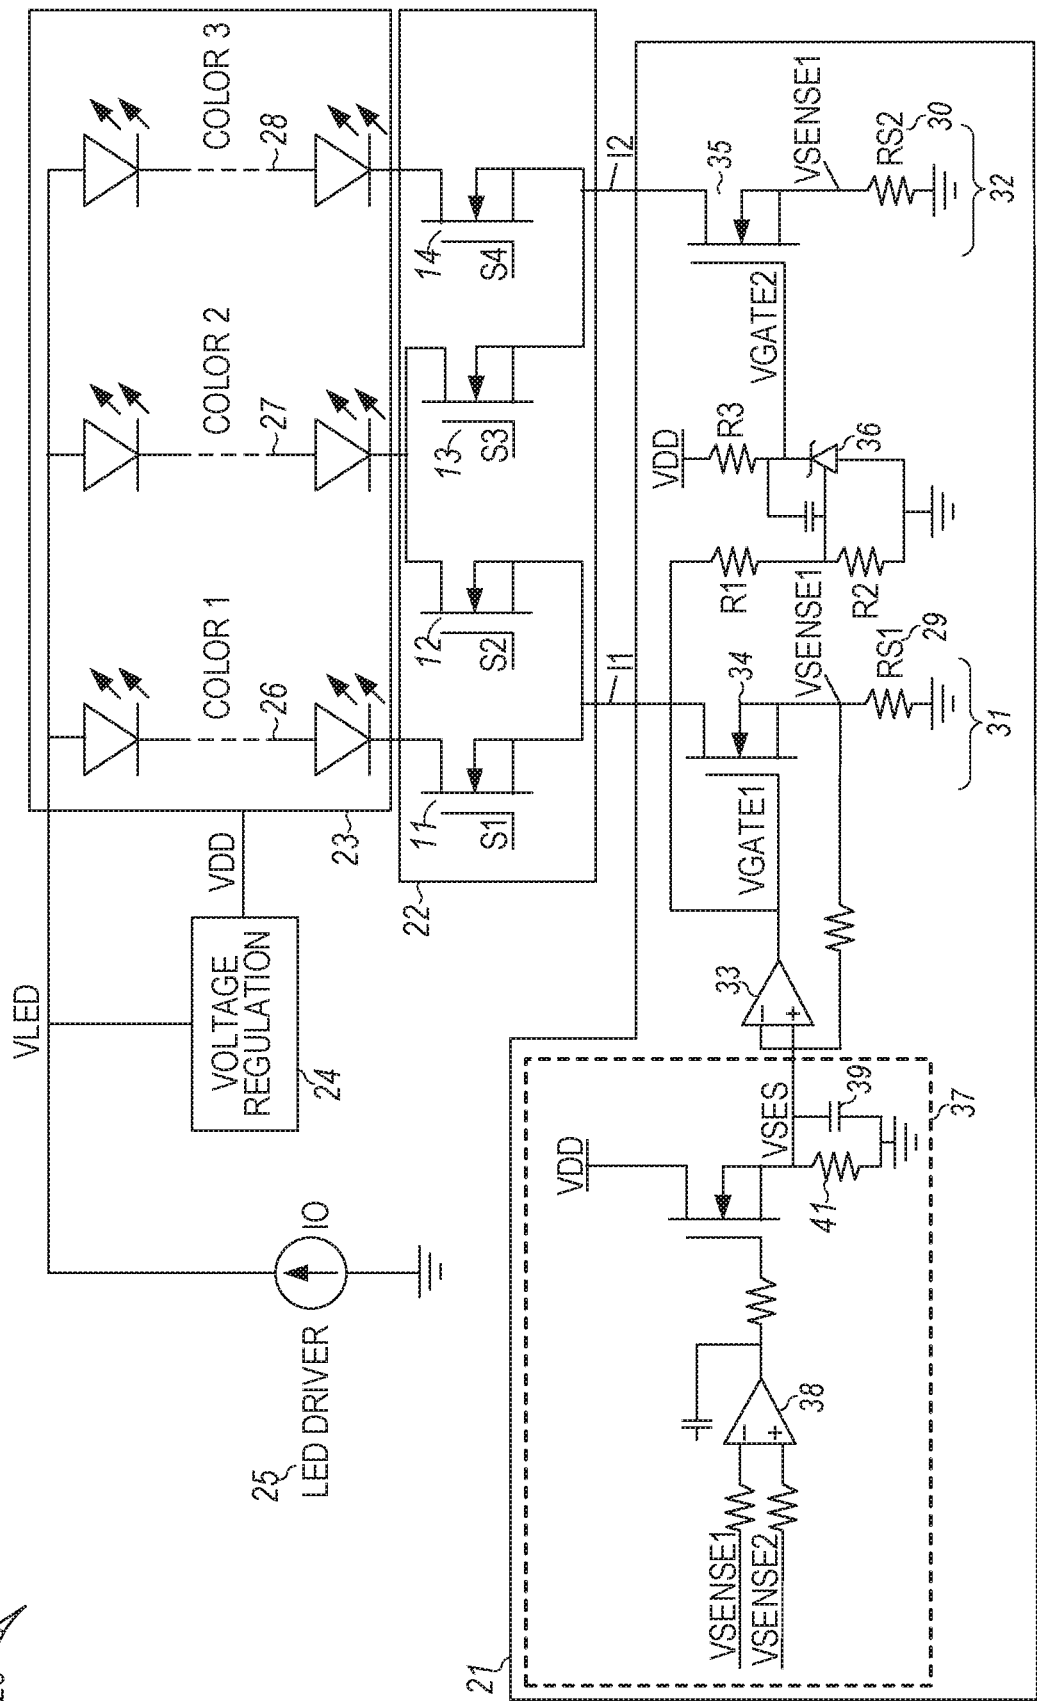 VLED
VOLTAGE
REGULATION
24
VDD
COLOR 1
26
COLOR 2
27
COLOR 3
28
25
LED DRIVER
IO
23
22
11
S1
12
S2
13
S3
14
S4
I1
I2
21
VDD
VSENSE1
VSENSE2
38
41
VSES
39
37
33
VGATE1
34
VSENSE1
RS1
29
31
R1
R2
VDD
R3
36
VGATE2
35
VSENSE1
RS2
30
32